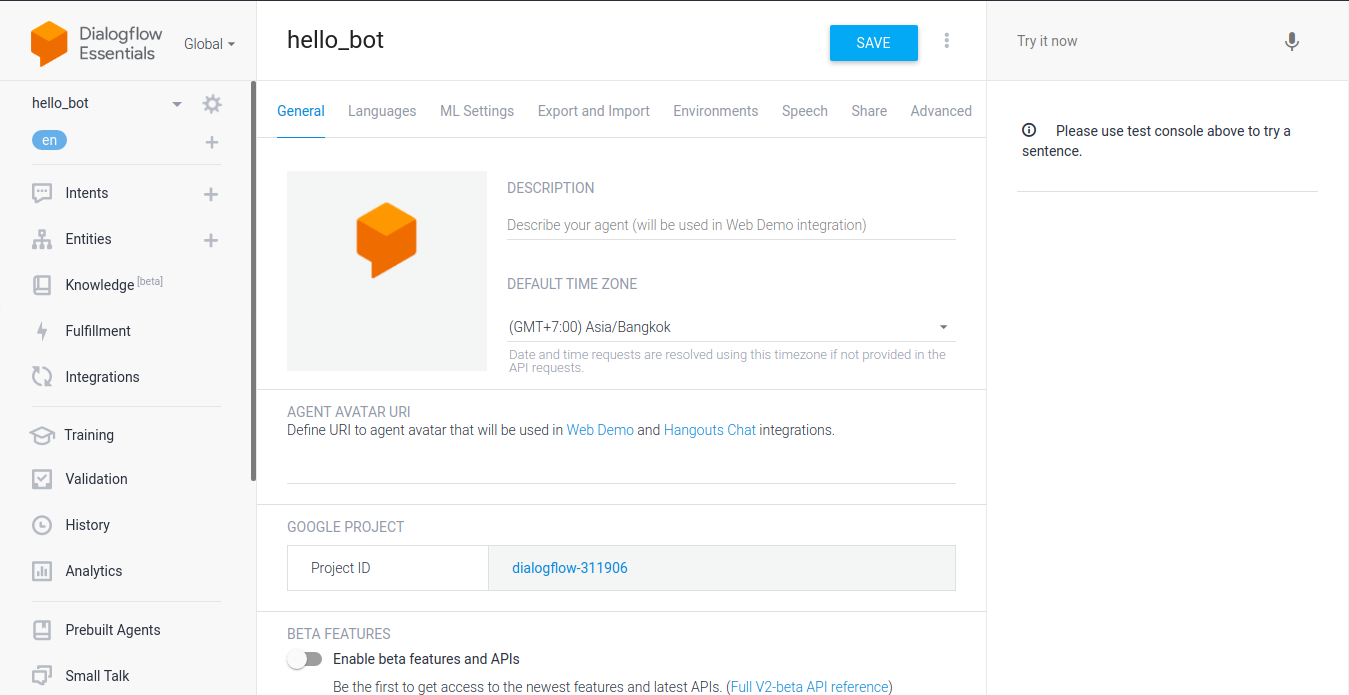 Dialogflow
Essentials
Global
hello_bot
en
Intents
Entities
Knowledge [beta]
Fulfillment
Integrations
Training
Validation
History
Analytics
Prebuilt Agents
Small Talk
hello_bot
SAVE
General Languages ML Settings Export and Import Environments Speech Share Advanced
DESCRIPTION
Describe your agent (will be used in Web Demo integration)
DEFAULT TIME ZONE
(GMT+7:00) Asia/Bangkok
Date and time requests are resolved using this timezone if not provided in the
API requests.
AGENT AVATAR URI
Define URI to agent avatar that will be used in Web Demo and Hangouts Chat integrations.
GOOGLE PROJECT
Project ID dialogflow-311906
BETA FEATURES
Enable beta features and APIs
Be the first to get access to the newest features and latest APIs. (Full V2-beta API reference)
Try it now
Please use test console above to try a
sentence.